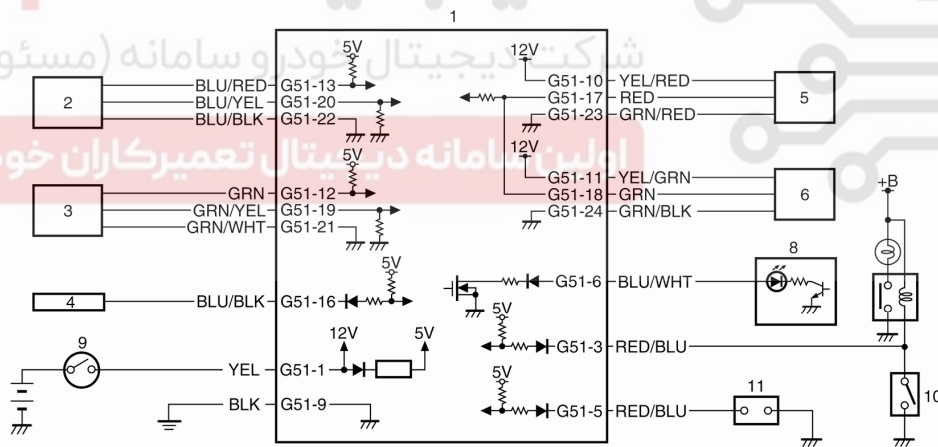 1
شرکت دیجیتال خودرو سامانه (مسئو
اولین سامانه دیجیتال تعمیرکاران خود
2
BLU/RED G51-13 5V
BLU/YEL G51-20
BLU/BLK G51-22
3
GRN G51-12 5V
GRN/YEL G51-19
GRN/WHT G51-21
4
BLU/BLK G51-16 5V
9
YEL G51-1 12V 5V
BLK G51-9
12V
G51-10 YEL/RED 5
G51-17 RED
G51-23 GRN/RED
12V
G51-11 YEL/GRN 6
G51-18 GRN
G51-24 GRN/BLK
+B
8
G51-6 BLU/WHT
5V
G51-3 RED/BLU
10
5V
G51-5 RED/BLU
11